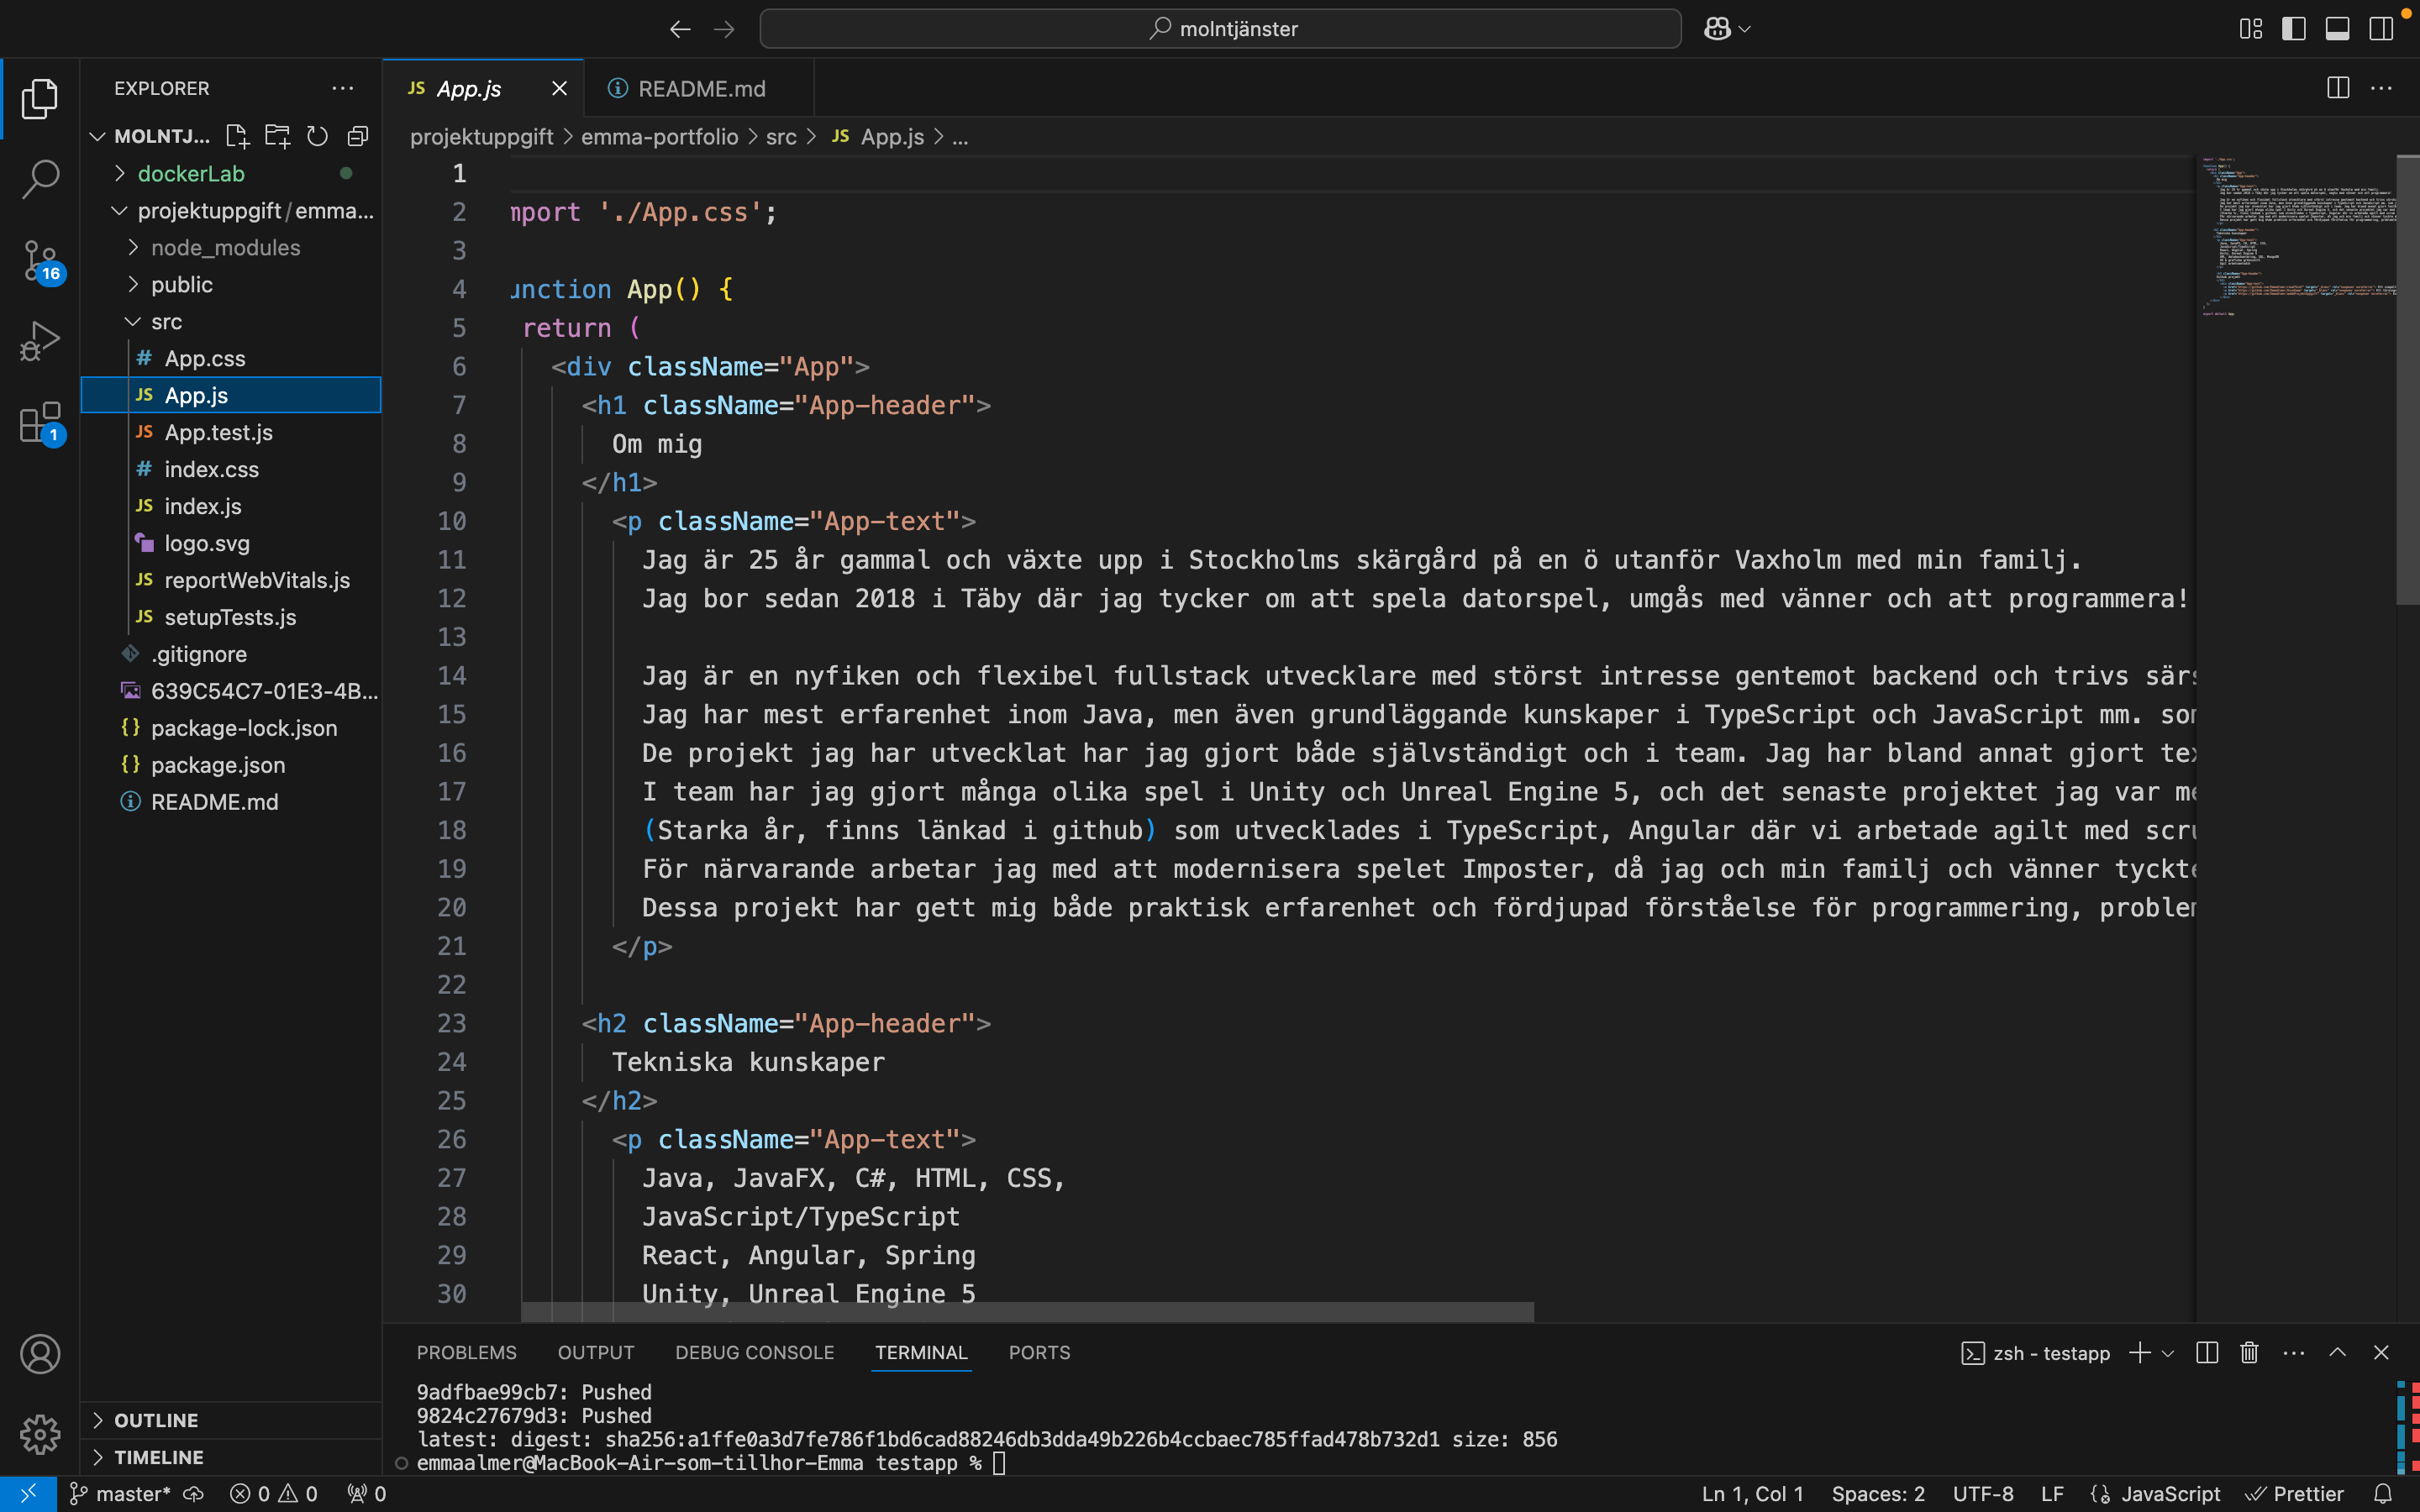 molntjänster
EXPLORER
MOLNTJ...
dockerLab
projektuppgift/emma...
node_modules
public
src
App.css
App.js
App.test.js
index.css
index.js
logo.svg
reportWebVitals.js
setupTests.js
.gitignore
639C54C7-01E3-4B...
package-lock.json
package.json
README.md
OUTLINE
TIMELINE
16
1
JS App.js
README.md
projektuppgift > emma-portfolio > src > JS App.js > ...
1
2 mport './App.css';
3
4 unction App() {
5 return (
6 <div className="App">
7 <h1 className="App-header">
8 Om mig
9 </h1>
10 <p className="App-text">
11 Jag är 25 år gammal och växte upp i Stockholms skärgård på en ö utanför Vaxholm med min familj.
12 Jag bor sedan 2018 i Täby där jag tycker om att spela datorspel, umgås med vänner och att programmera!
13
14 Jag är en nyfiken och flexibel fullstack utvecklare med störst intresse gentemot backend och trivs särs
15 Jag har mest erfarenhet inom Java, men även grundläggande kunskaper i TypeScript och JavaScript mm. som
16 De projekt jag har utvecklat har jag gjort både självständigt och i team. Jag har bland annat gjort tex
17 I team har jag gjort många olika spel i Unity och Unreal Engine 5, och det senaste projektet jag var me
18 (Starka år, finns länkad i github) som utvecklades i TypeScript, Angular där vi arbetade agilt med scru
19 För närvarande arbetar jag med att modernisera spelet Imposter, då jag och min familj och vänner tyckte
20 Dessa projekt har gett mig både praktisk erfarenhet och fördjupad förståelse för programmering, problem
21 </p>
22
23 <h2 className="App-header">
24 Tekniska kunskaper
25 </h2>
26 <p className="App-text">
27 Java, JavaFX, C#, HTML, CSS,
28 JavaScript/TypeScript
29 React, Angular, Spring
30 Unity, Unreal Engine 5
PROBLEMS OUTPUT DEBUG CONSOLE TERMINAL PORTS
zsh - testapp
9adfbae99cb7: Pushed
9824c27679d3: Pushed
latest: digest: sha256:a1ffe0a3d7fe786f1bd6cad88246db3dda49b226b4ccbaec785ffad478b732d1 size: 856
emmaalmer@MacBook-Air-som-tillhor-Emma testapp %
master* 0 0 0
Ln 1, Col 1 Spaces: 2 UTF-8 LF JavaScript Prettier